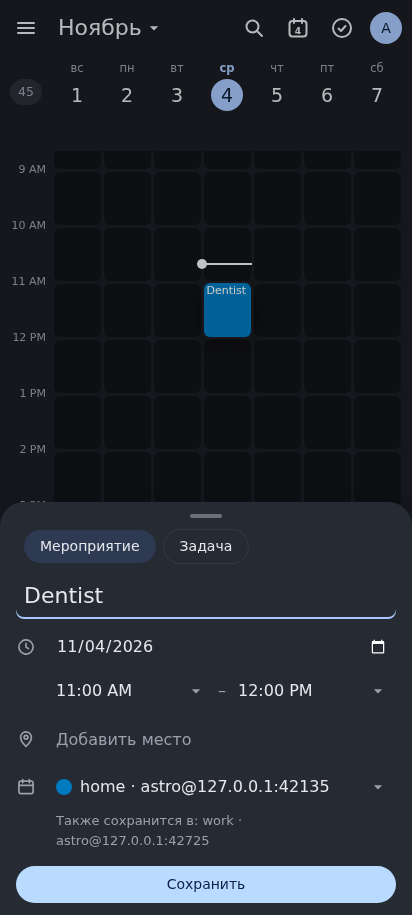 Ноябрь
4
A
вс пн вт ср чт пт сб
45 1 2 3 4 5 6 7
9 AM
10 AM
11 AM
Dentist
12 PM
1 PM
2 PM
Мероприятие Задача
Dentist
11/04/2026
11:00 AM – 12:00 PM
Добавить место
home · astro@127.0.0.1:42135
Также сохранится в: work ·
astro@127.0.0.1:42725
Сохранить